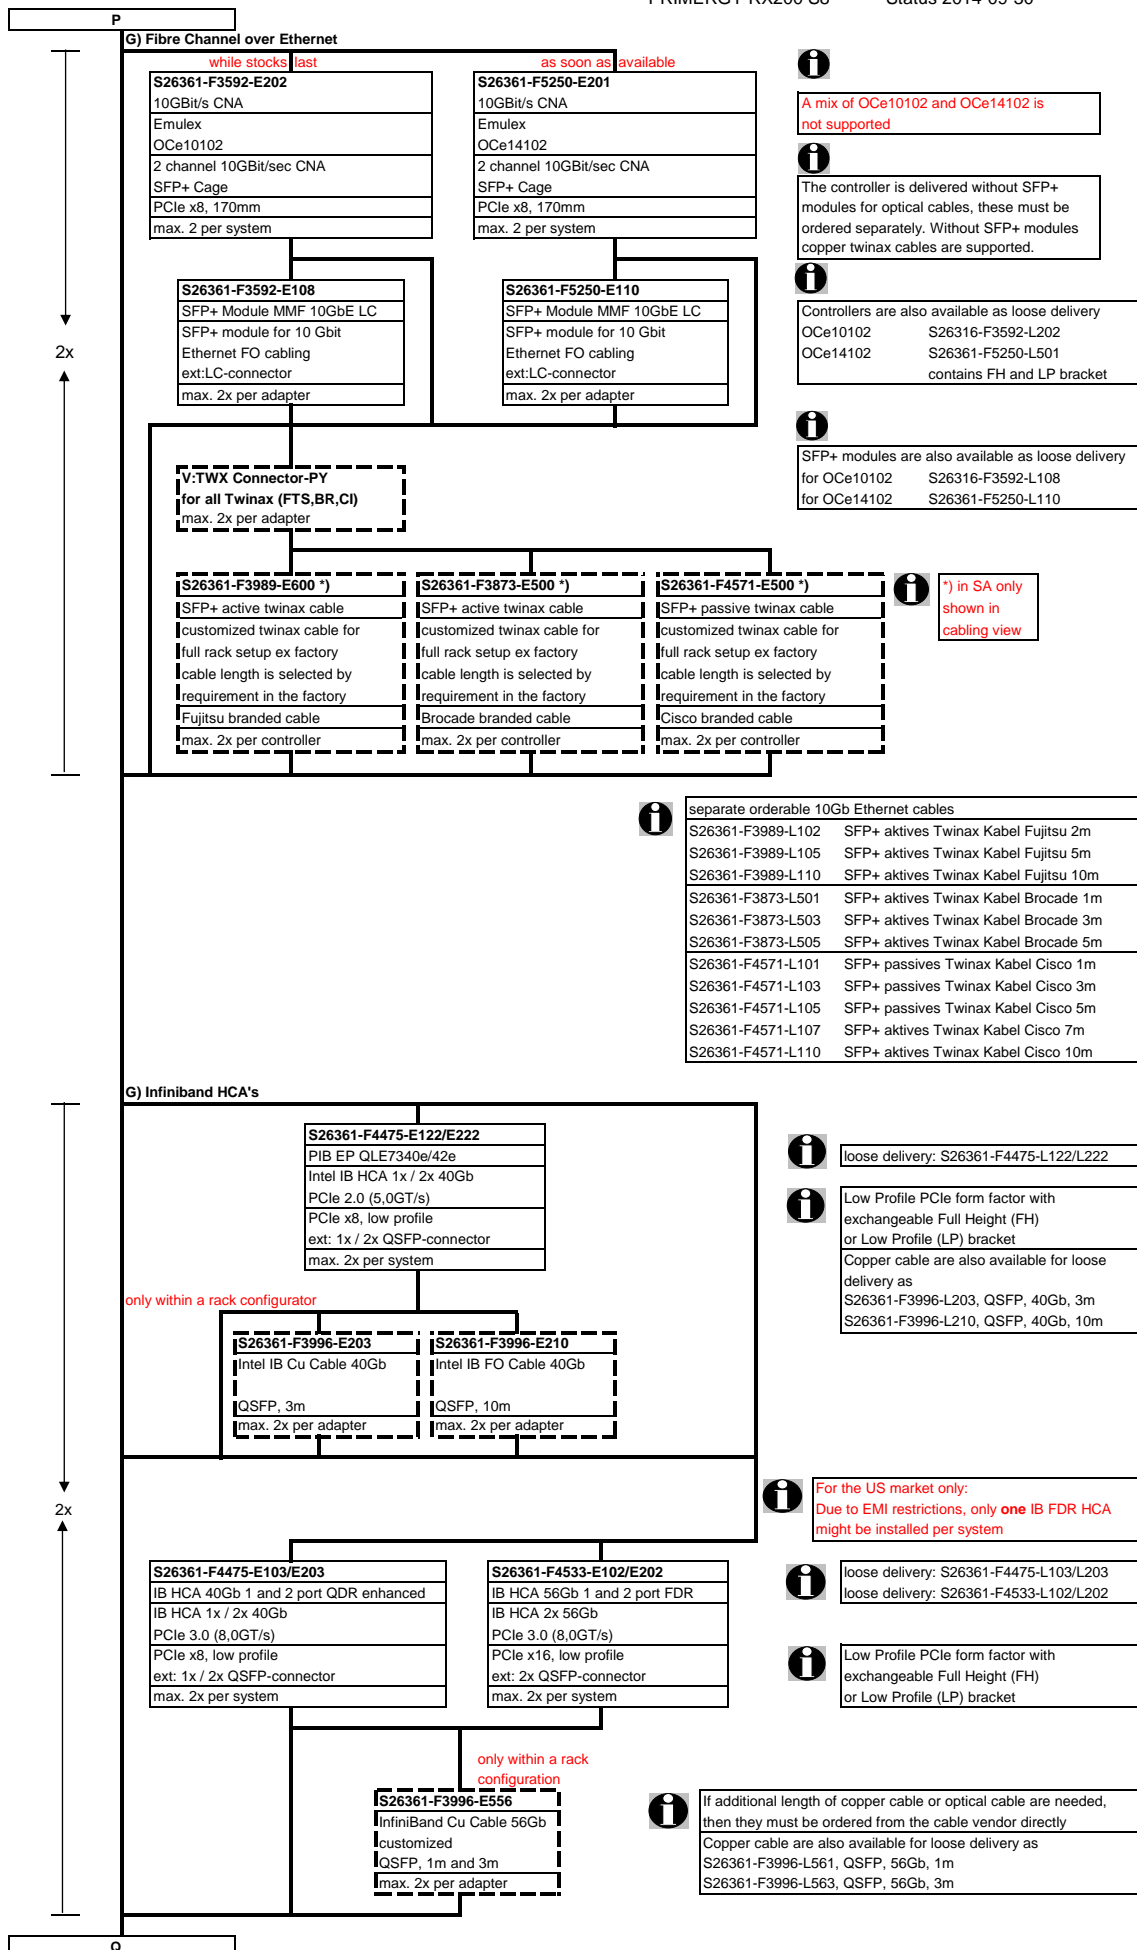 PRIMERGY RX200 S8 Status 2014-09-30
P
G) Fibre Channel over Ethernet
while stocks last
as soon as available
S26361-F3592-E202
10GBit/s CNA
Emulex
OCe10102
2 channel 10GBit/sec CNA
SFP+ Cage
PCIe x8, 170mm
max. 2 per system
S26361-F5250-E201
10GBit/s CNA
Emulex
OCe14102
2 channel 10GBit/sec CNA
SFP+ Cage
PCIe x8, 170mm
max. 2 per system
A mix of OCe10102 and OCe14102 is
not supported
The controller is delivered without SFP+
modules for optical cables, these must be
ordered separately. Without SFP+ modules
copper twinax cables are supported.
S26361-F3592-E108
SFP+ Module MMF 10GbE LC
SFP+ module for 10 Gbit
Ethernet FO cabling
ext:LC-connector
max. 2x per adapter
S26361-F5250-E110
SFP+ Module MMF 10GbE LC
SFP+ module for 10 Gbit
Ethernet FO cabling
ext:LC-connector
max. 2x per adapter
Controllers are also available as loose delivery
OCe10102 S26316-F3592-L202
OCe14102 S26361-F5250-L501
contains FH and LP bracket
2x
SFP+ modules are also available as loose delivery
for OCe10102 S26316-F3592-L108
for OCe14102 S26361-F5250-L110
V:TWX Connector-PY
for all Twinax (FTS,BR,CI)
max. 2x per adapter
S26361-F3989-E600 *)
SFP+ active twinax cable
customized twinax cable for
full rack setup ex factory
cable length is selected by
requirement in the factory
Fujitsu branded cable
max. 2x per controller
S26361-F3873-E500 *)
SFP+ active twinax cable
customized twinax cable for
full rack setup ex factory
cable length is selected by
requirement in the factory
Brocade branded cable
max. 2x per controller
S26361-F4571-E500 *)
SFP+ passive twinax cable
customized twinax cable for
full rack setup ex factory
cable length is selected by
requirement in the factory
Cisco branded cable
max. 2x per controller
*) in SA only
shown in
cabling view
separate orderable 10Gb Ethernet cables
S26361-F3989-L102 SFP+ aktives Twinax Kabel Fujitsu 2m
S26361-F3989-L105 SFP+ aktives Twinax Kabel Fujitsu 5m
S26361-F3989-L110 SFP+ aktives Twinax Kabel Fujitsu 10m
S26361-F3873-L501 SFP+ aktives Twinax Kabel Brocade 1m
S26361-F3873-L503 SFP+ aktives Twinax Kabel Brocade 3m
S26361-F3873-L505 SFP+ aktives Twinax Kabel Brocade 5m
S26361-F4571-L101 SFP+ passives Twinax Kabel Cisco 1m
S26361-F4571-L103 SFP+ passives Twinax Kabel Cisco 3m
S26361-F4571-L105 SFP+ passives Twinax Kabel Cisco 5m
S26361-F4571-L107 SFP+ aktives Twinax Kabel Cisco 7m
S26361-F4571-L110 SFP+ aktives Twinax Kabel Cisco 10m
G) Infiniband HCA's
S26361-F4475-E122/E222
PIB EP QLE7340e/42e
Intel IB HCA 1x / 2x 40Gb
PCIe 2.0 (5,0GT/s)
PCIe x8, low profile
ext: 1x / 2x QSFP-connector
max. 2x per system
loose delivery: S26361-F4475-L122/L222
Low Profile PCIe form factor with
exchangeable Full Height (FH)
or Low Profile (LP) bracket
Copper cable are also available for loose
delivery as
S26361-F3996-L203, QSFP, 40Gb, 3m
S26361-F3996-L210, QSFP, 40Gb, 10m
only within a rack configurator
S26361-F3996-E203
Intel IB Cu Cable 40Gb
QSFP, 3m
max. 2x per adapter
S26361-F3996-E210
Intel IB FO Cable 40Gb
QSFP, 10m
max. 2x per adapter
2x
For the US market only:
Due to EMI restrictions, only one IB FDR HCA
might be installed per system
S26361-F4475-E103/E203
IB HCA 40Gb 1 and 2 port QDR enhanced
IB HCA 1x / 2x 40Gb
PCIe 3.0 (8,0GT/s)
PCIe x8, low profile
ext: 1x / 2x QSFP-connector
max. 2x per system
S26361-F4533-E102/E202
IB HCA 56Gb 1 and 2 port FDR
IB HCA 2x 56Gb
PCIe 3.0 (8,0GT/s)
PCIe x16, low profile
ext: 2x QSFP-connector
max. 2x per system
loose delivery: S26361-F4475-L103/L203
loose delivery: S26361-F4533-L102/L202
Low Profile PCIe form factor with
exchangeable Full Height (FH)
or Low Profile (LP) bracket
only within a rack
configuration
S26361-F3996-E556
InfiniBand Cu Cable 56Gb
customized
QSFP, 1m and 3m
max. 2x per adapter
If additional length of copper cable or optical cable are needed,
then they must be ordered from the cable vendor directly
Copper cable are also available for loose delivery as
S26361-F3996-L561, QSFP, 56Gb, 1m
S26361-F3996-L563, QSFP, 56Gb, 3m
Q